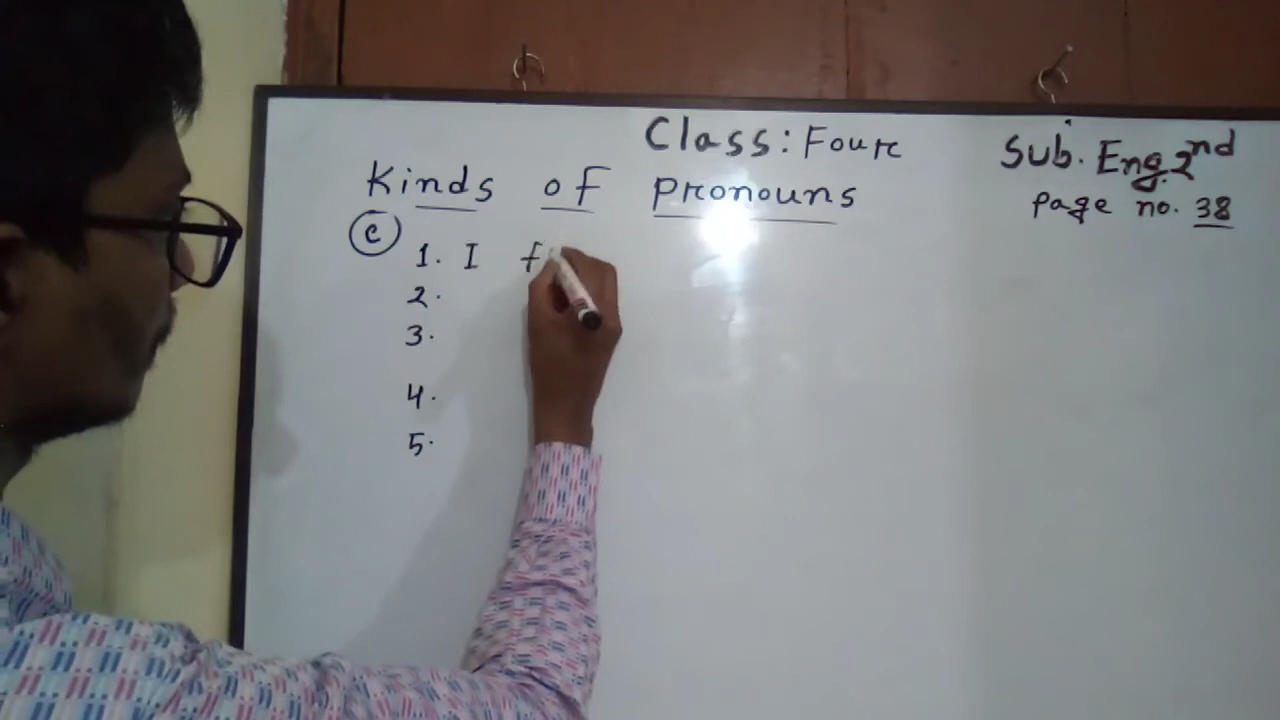 Class: Four
Sub. Eng. 2nd
Kinds of pronouns
page no. 38
C
1. I f
2.
3.
4.
5.